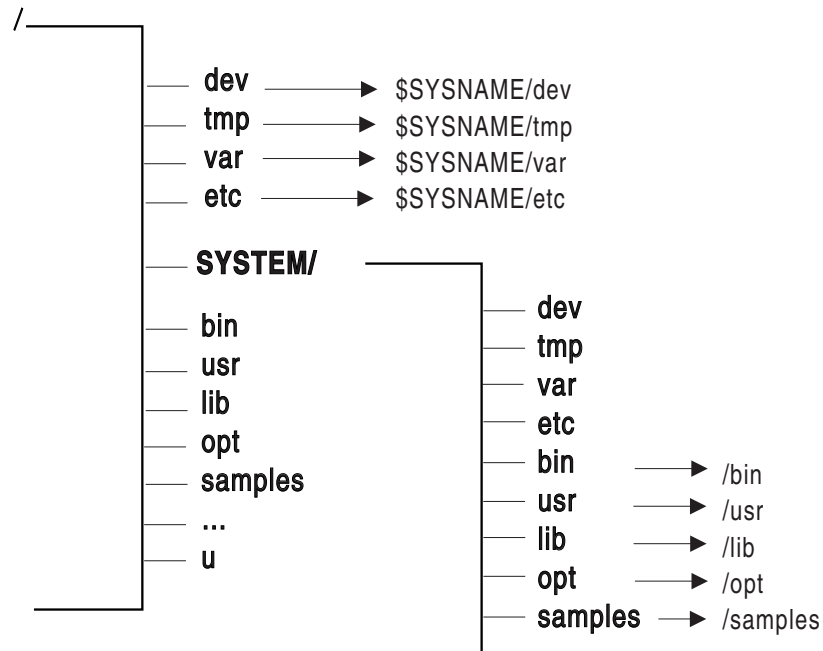 /
dev $SYSNAME/dev
tmp $SYSNAME/tmp
var $SYSNAME/var
etc $SYSNAME/etc
SYSTEM/
bin
usr
lib
opt
samples
...
u
dev
tmp
var
etc
bin /bin
usr /usr
lib /lib
opt /opt
samples /samples